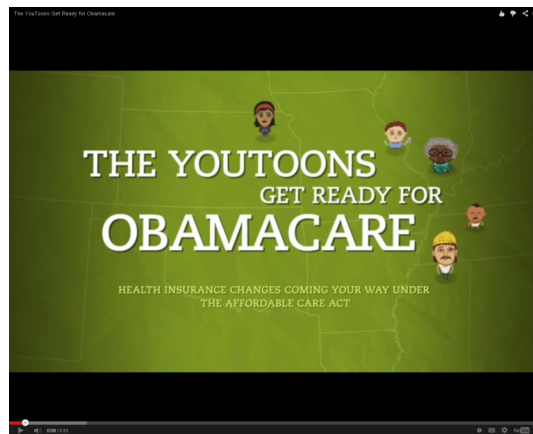 The YouToons Get Ready for Obamacare
THE YOUTOONS
GET READY FOR
OBAMACARE
HEALTH INSURANCE CHANGES COMING YOUR WAY UNDER
THE AFFORDABLE CARE ACT
YouTube